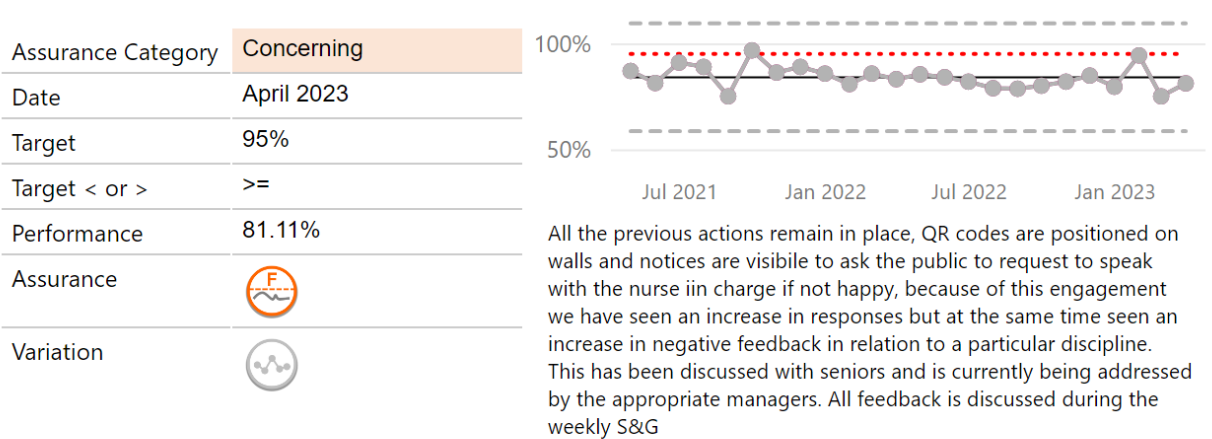 Assurance Category Concerning
Date April 2023
Target 95%
Target < or > >=
Performance 81.11%
Assurance F
Variation
100%
50%
Jul 2021 Jan 2022 Jul 2022 Jan 2023
All the previous actions remain in place, QR codes are positioned on
walls and notices are visibile to ask the public to request to speak
with the nurse iin charge if not happy, because of this engagement
we have seen an increase in responses but at the same time seen an
increase in negative feedback in relation to a particular discipline.
This has been discussed with seniors and is currently being addressed
by the appropriate managers. All feedback is discussed during the
weekly S&G